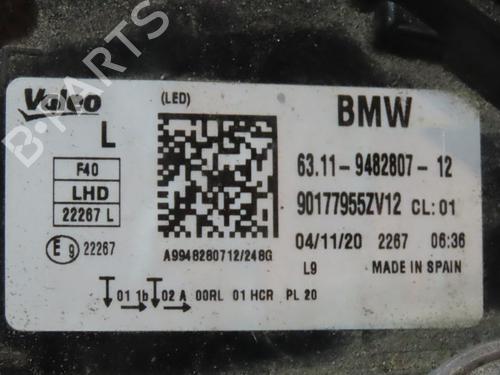 B-PARTS
Valeo
(LED)
BMW
L
F40
LHD
22267 L
E9 22267
63.11-9482807-12
90177955ZV12 CL:01
04/11/20 2267 06:36
A9948280712/248G
L9 MADE IN SPAIN
01 1b 02 A 00RL 01 HCR PL 20